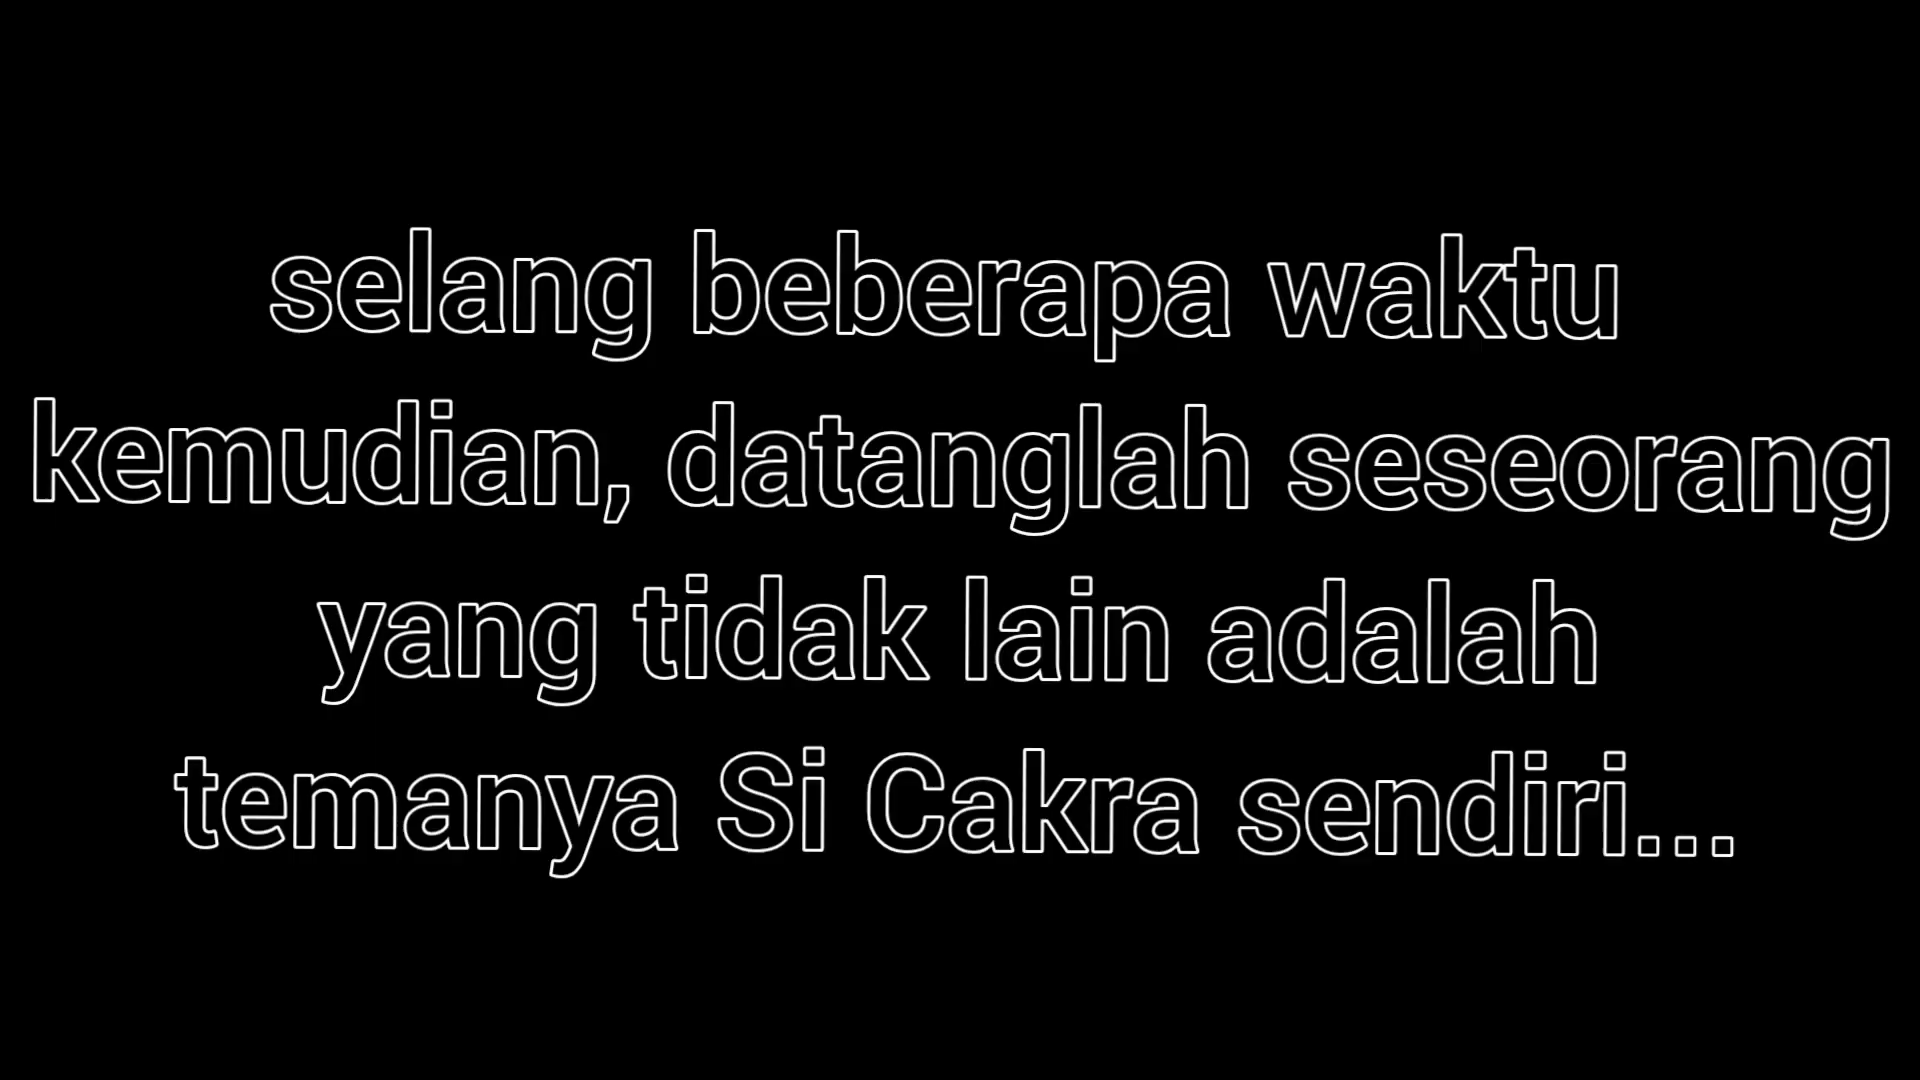 selang beberapa waktu
kemudian, datanglah seseorang
yang tidak lain adalah
temanya Si Cakra sendiri...